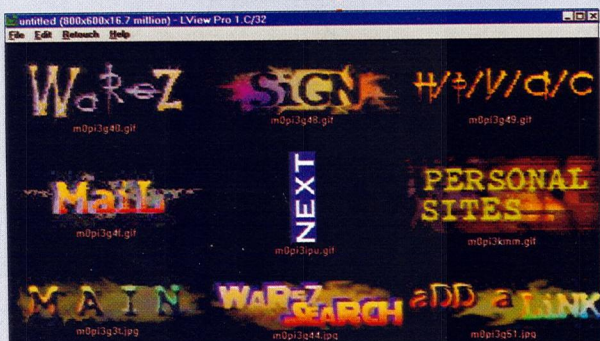 untitled (800x600x16.7 million) - LView Pro 1.C/32
File Edit Retouch Help
WaReZ
SiGN
H/t/V/d/C
m0pi3g40.gif
m0pi3g48.gif
m0pi3g49.gif
MaiL
NEXT
PERSONAL
SITES
m0pi3g4l.gif
m0pi3ipu.gif
m0pi3kmm.gif
MAIN
WAReZ
SEARCH
aDD a LiNK
m0pi3g3t.jpg
m0pi3g44.jpg
m0pi3g51.jpg